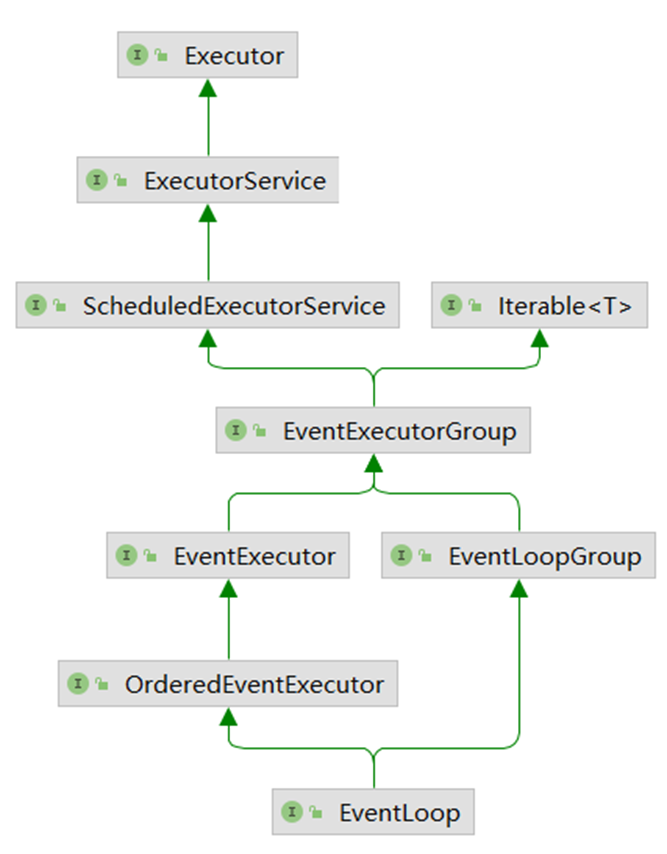 I Executor
I ExecutorService
I ScheduledExecutorService
I Iterable<T>
I EventExecutorGroup
I EventExecutor
I EventLoopGroup
I OrderedEventExecutor
I EventLoop